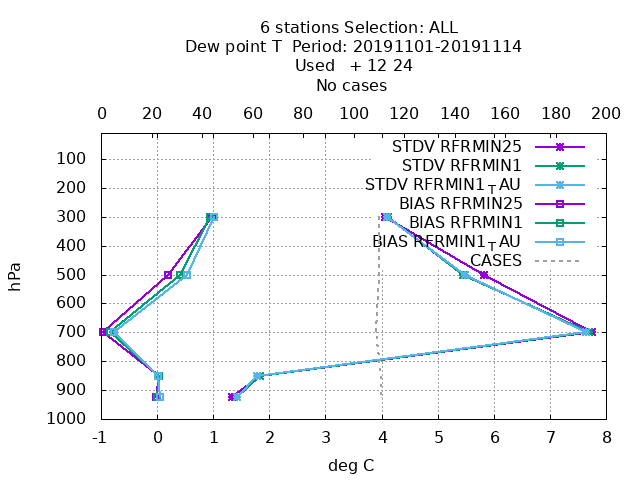 6 stations Selection: ALL
Dew point T  Period: 20191101-20191114
Used   + 12 24
No cases
0 20 40 60 80 100 120 140 160 180 200
STDV RFRMIN25
STDV RFRMIN1
STDV RFRMIN1_TAU
BIAS RFRMIN25
BIAS RFRMIN1
BIAS RFRMIN1_TAU
CASES
100
200
300
400
500
600
700
800
900
1000
hPa
-1 0 1 2 3 4 5 6 7 8
deg C